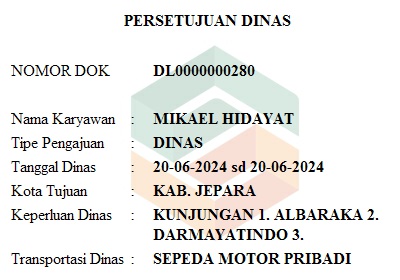 PERSETUJUAN DINAS
NOMOR DOK DL0000000280
Nama Karyawan : MIKAEL HIDAYAT
Tipe Pengajuan : DINAS
Tanggal Dinas : 20-06-2024 sd 20-06-2024
Kota Tujuan : KAB. JEPARA
Keperluan Dinas : KUNJUNGAN 1. ALBARAKA 2.
DARMAYATINDO 3.
Transportasi Dinas : SEPEDA MOTOR PRIBADI